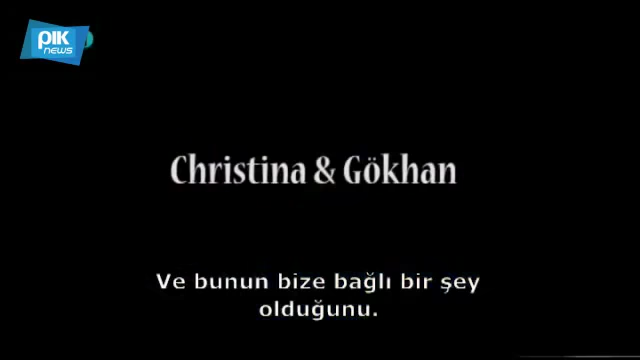 PIK
NEWS
Christina & Gökhan
Ve bunun bize bağlı bir şey
olduğunu.